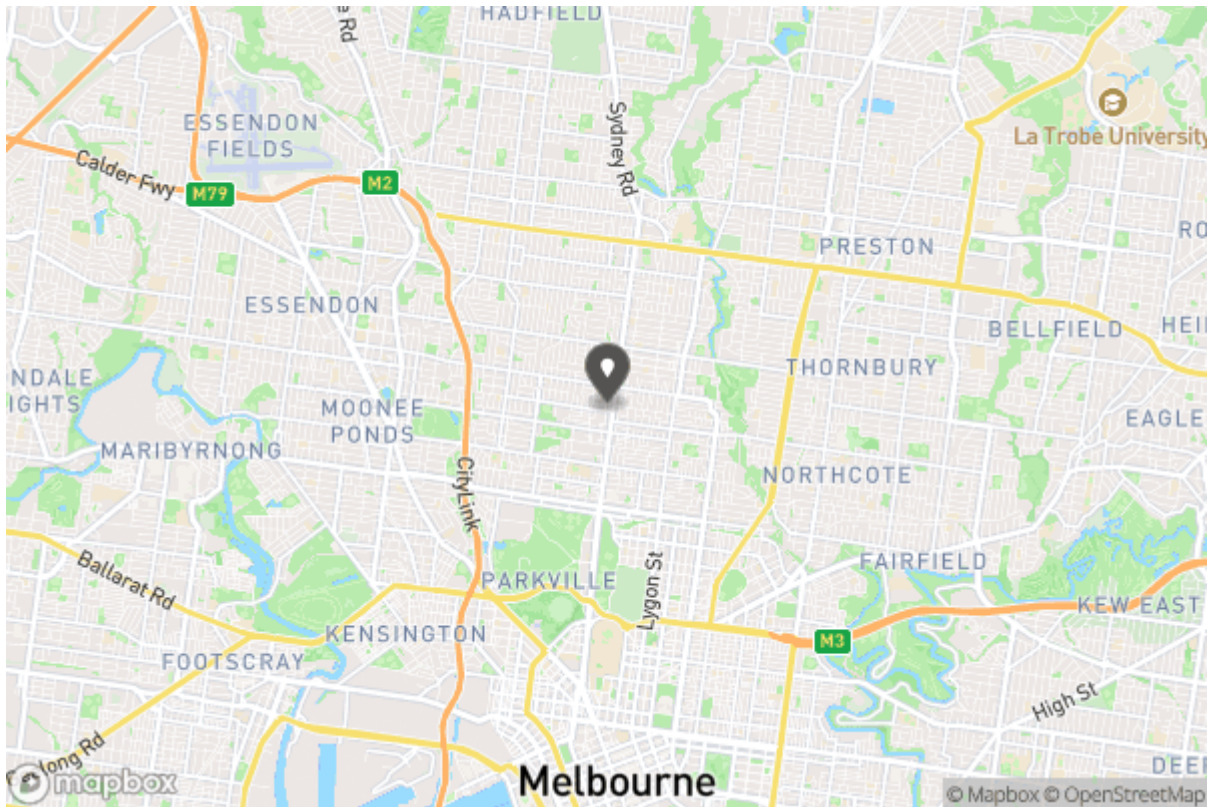 HADFIELD
e Rd
Sydney Rd
La Trobe University
ESSENDON
FIELDS
Calder Fwy
M79
M2
PRESTON
RO
ESSENDON
BELLFIELD
HEI
THORNBURY
NDALE
IGHTS
MOONEE
PONDS
EAGLE
MARIBYRNONG
NORTHCOTE
CityLink
Ballarat Rd
PARKVILLE
Lygon St
FAIRFIELD
KEW EAST
KENSINGTON
M3
FOOTSCRAY
High St
long Rd
Melbourne
DEEP
mapbox
© Mapbox © OpenStreetMap